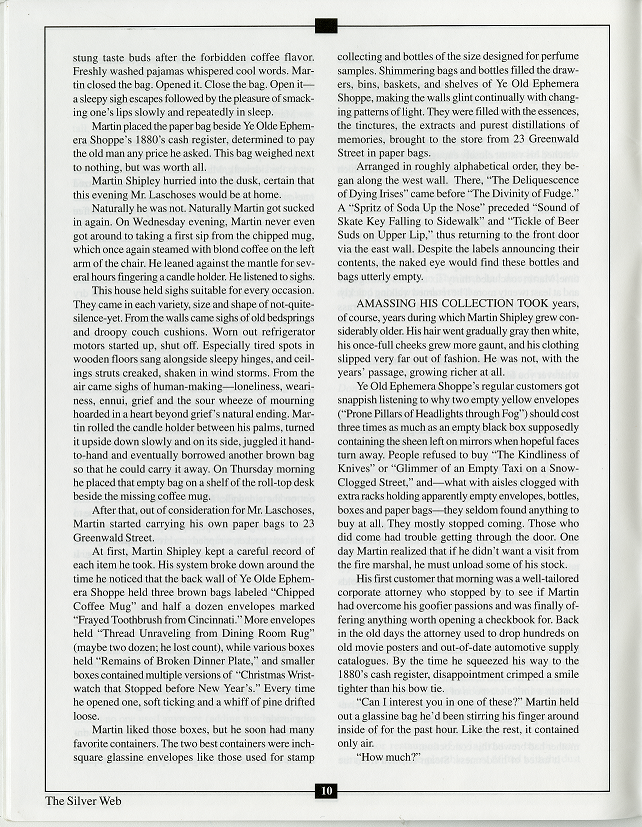 stung taste buds after the forbidden coffee flavor.
Freshly washed pajamas whispered cool words. Mar-
tin closed the bag. Opened it. Close the bag. Open it—
a sleepy sigh escapes followed by the pleasure of smack-
ing one's lips slowly and repeatedly in sleep.
Martin placed the paper bag beside Ye Olde Ephem-
era Shoppe's 1880's cash register, determined to pay
the old man any price he asked. This bag weighed next
to nothing, but was worth all.
Martin Shipley hurried into the dusk, certain that
this evening Mr. Laschoses would be at home.
Naturally he was not. Naturally Martin got sucked
in again. On Wednesday evening, Martin never even
got around to taking a first sip from the chipped mug,
which once again steamed with blond coffee on the left
arm of the chair. He leaned against the mantle for sev-
eral hours fingering a candle holder. He listened to sighs.
This house held sighs suitable for every occasion.
They came in each variety, size and shape of not-quite-
silence-yet. From the walls came sighs of old bedsprings
and droopy couch cushions. Worn out refrigerator
motors started up, shut off. Especially tired spots in
wooden floors sang alongside sleepy hinges, and ceil-
ings struts creaked, shaken in wind storms. From the
air came sighs of human-making—loneliness, weari-
ness, ennui, grief and the sour wheeze of mourning
hoarded in a heart beyond grief's natural ending. Mar-
tin rolled the candle holder between his palms, turned
it upside down slowly and on its side, juggled it hand-
to-hand and eventually borrowed another brown bag
so that he could carry it away. On Thursday morning
he placed that empty bag on a shelf of the roll-top desk
beside the missing coffee mug.
After that, out of consideration for Mr. Laschoses,
Martin started carrying his own paper bags to 23
Greenwald Street.
At first, Martin Shipley kept a careful record of
each item he took. His system broke down around the
time he noticed that the back wall of Ye Olde Ephem-
era Shoppe held three brown bags labeled "Chipped
Coffee Mug" and half a dozen envelopes marked
"Frayed Toothbrush from Cincinnati." More envelopes
held "Thread Unraveling from Dining Room Rug"
(maybe two dozen; he lost count), while various boxes
held "Remains of Broken Dinner Plate," and smaller
boxes contained multiple versions of "Christmas Wrist-
watch that Stopped before New Year's." Every time
he opened one, soft ticking and a whiff of pine drifted
loose.
Martin liked those boxes, but he soon had many
favorite containers. The two best containers were inch-
square glassine envelopes like those used for stamp
collecting and bottles of the size designed for perfume
samples. Shimmering bags and bottles filled the draw-
ers, bins, baskets, and shelves of Ye Old Ephemera
Shoppe, making the walls glint continually with chang-
ing patterns of light. They were filled with the essences,
the tinctures, the extracts and purest distillations of
memories, brought to the store from 23 Greenwald
Street in paper bags.
Arranged in roughly alphabetical order, they be-
gan along the west wall. There, "The Deliquescence
of Dying Irises" came before "The Divinity of Fudge."
A "Spritz of Soda Up the Nose" preceded "Sound of
Skate Key Falling to Sidewalk" and "Tickle of Beer
Suds on Upper Lip," thus returning to the front door
via the east wall. Despite the labels announcing their
contents, the naked eye would find these bottles and
bags utterly empty.
AMASSING HIS COLLECTION TOOK years,
of course, years during which Martin Shipley grew con-
siderably older. His hair went gradually gray then white,
his once-full cheeks grew more gaunt, and his clothing
slipped very far out of fashion. He was not, with the
years' passage, growing richer at all.
Ye Old Ephemera Shoppe's regular customers got
snappish listening to why two empty yellow envelopes
("Prone Pillars of Headlights through Fog") should cost
three times as much as an empty black box supposedly
containing the sheen left on mirrors when hopeful faces
turn away. People refused to buy "The Kindliness of
Knives" or "Glimmer of an Empty Taxi on a Snow-
Clogged Street," and—what with aisles clogged with
extra racks holding apparently empty envelopes, bottles,
boxes and paper bags—they seldom found anything to
buy at all. They mostly stopped coming. Those who
did come had trouble getting through the door. One
day Martin realized that if he didn't want a visit from
the fire marshal, he must unload some of his stock.
His first customer that morning was a well-tailored
corporate attorney who stopped by to see if Martin
had overcome his goofier passions and was finally of-
fering anything worth opening a checkbook for. Back
in the old days the attorney used to drop hundreds on
old movie posters and out-of-date automotive supply
catalogues. By the time he squeezed his way to the
1880's cash register, disappointment crimped a smile
tighter than his bow tie.
"Can I interest you in one of these?" Martin held
out a glassine bag he'd been stirring his finger around
inside of for the past hour. Like the rest, it contained
only air.
"How much?"
10
The Silver Web